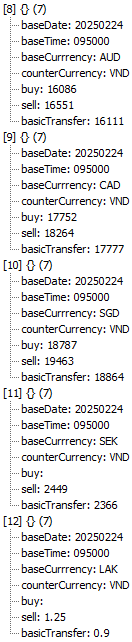 [8] {} (7)
baseDate: 20250224
baseTime: 095000
baseCurrrency: AUD
counterCurrency: VND
buy: 16086
sell: 16551
basicTransfer: 16111
[9] {} (7)
baseDate: 20250224
baseTime: 095000
baseCurrrency: CAD
counterCurrency: VND
buy: 17752
sell: 18264
basicTransfer: 17777
[10] {} (7)
baseDate: 20250224
baseTime: 095000
baseCurrrency: SGD
counterCurrency: VND
buy: 18787
sell: 19463
basicTransfer: 18864
[11] {} (7)
baseDate: 20250224
baseTime: 095000
baseCurrrency: SEK
counterCurrency: VND
buy:
sell: 2449
basicTransfer: 2366
[12] {} (7)
baseDate: 20250224
baseTime: 095000
baseCurrrency: LAK
counterCurrency: VND
buy:
sell: 1.25
basicTransfer: 0.9